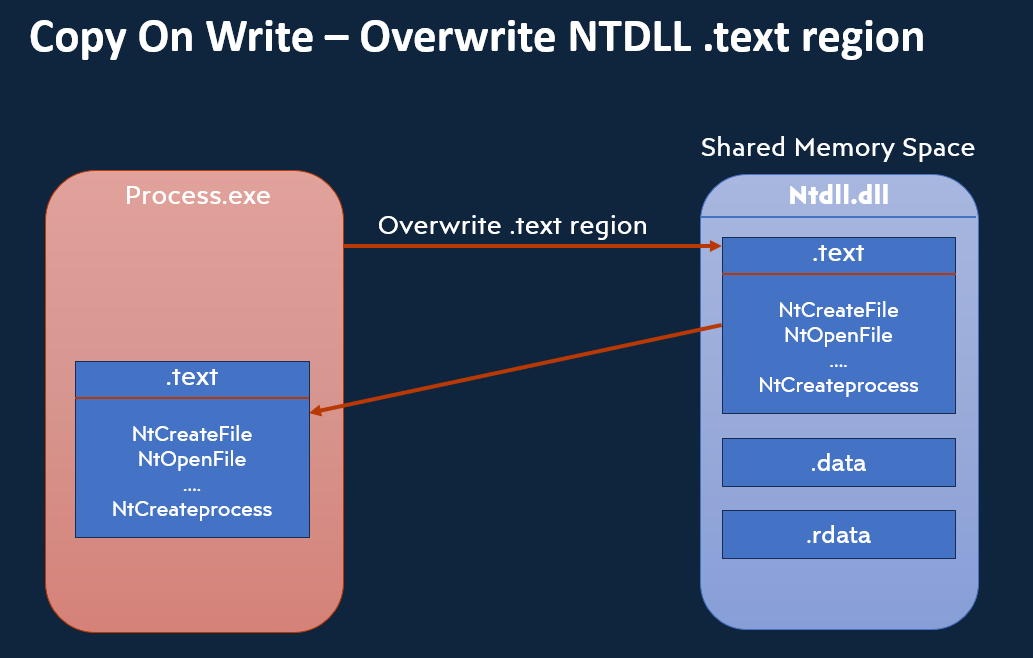 Copy On Write – Overwrite NTDLL .text region
Shared Memory Space
Process.exe
Ntdll.dll
Overwrite .text region
.text
NtCreateFile
NtOpenFile
....
NtCreateprocess
.text
NtCreateFile
NtOpenFile
....
NtCreateprocess
.data
.rdata